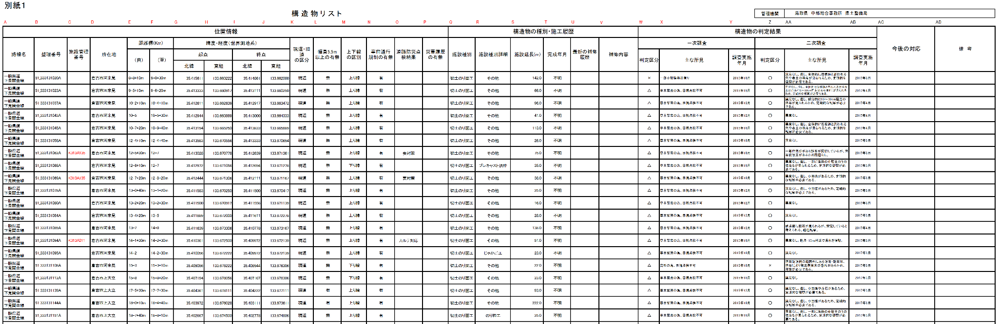 別紙1
構造物リスト
管理機関 鳥取県 中部総合事務所 県土整備局
A B C D E F G H I J K L M N O P Q R S T U V W X Y Z AA AB AC AD
位置情報 構造物の種別・施工履歴 構造物の判定結果
路線名 整理番号 施設管理番号 所在地 距離標(Km) (自) (至) 緯度・経度(世界測地系) 起点 北緯 東経 終点 北緯 東経 現道・旧道の区分 幅員5.5m以上の有無 上下線の区別 事前通行規制の有無 道路防災点検結果 災害履歴の有無 施設種別 施設種別詳細 施設延長(m) 完成年月 最新の補修履歴 補修内容 一次調査 判定区分 主な所見 調査実施年月 二次調査 判定区分 主な所見 調査実施年月 今後の対応 備考
一般県道 下見関金線 51_333131020A 倉吉市河来見 8-8+10m 9-0+30m 35.415611 133.663222 35.414861 133.662000 現道 無 上り線 有 切土のり面工 その他 142.0 不明 × 一部小規模崩落有り 2015年10月 ○ 異常なし。但し、全体的に伐根跡と思われる穴や表土の崩落が見られるため、定期的な観察が必要である。 2017年3月
一般県道 下見関金線 51_333131023A 倉吉市河来見 9-5+10m 9-6+20m 35.413333 133.660917 35.413111 133.660250 現道 無 上り線 有 切土のり面工 その他 66.0 不明 △ 草木繁茂の為、目視点検不可 2015年10月 ○ 2017年4月
一般県道 下見関金線 51_333131037A 倉吉市河来見 10-2+10m 10-4+10m 35.412611 133.662639 35.412917 133.663472 現道 無 上り線 有 切土のり面工 その他 96.0 不明 △ 草木繁茂の為、目視点検不可 2015年12月 ○ 異常なし。但し、部分的に10～30cm程度の落石が見られるため、定期的な観察が必要である。 2017年4月
一般県道 下見関金線 51_333131043A 倉吉市河来見 10-5 10-5+30m 35.412944 133.663889 35.413000 133.664333 現道 無 上り線 有 切土のり面工 その他 41.0 不明 △ 草木繁茂の為、目視点検不可 2015年12月 ○ 異常なし 2017年4月
一般県道 下見関金線 51_333131045A 倉吉市河来見 10-7+20m 10-9+40m 35.413194 133.665250 35.413833 133.665889 現道 無 上り線 有 切土のり面工 その他 113.0 不明 △ 草木繁茂の為、目視点検不可 2015年10月 ○ 異常なし。但し、全体的に伐根跡と思われる穴や表土の崩落が見られるため、定期的な観察が必要である。 2017年4月
一般県道 下見関金線 51_333131058A 倉吉市河来見 12-4+10m 12-4+40m 35.413583 133.670556 35.413333 133.670694 現道 無 上り線 有 切土のり面工 その他 26.0 不明 △ 草木繁茂の為、目視点検不可 2015年10月 ○ 異常なし 2017年3月
一般県道 下見関金線 51_333131062A K313A135 倉吉市河来見 12-5+30m 12-7 35.413028 133.670778 35.412639 133.671361 現道 無 上り線 有 要対策 切土のり面工 その他 75.0 不明 △ 草木繁茂の為、目視点検不可 2015年10月 ○ 2017年3月
一般県道 下見関金線 51_333131068A 倉吉市河来見 12-6+10m 12-7 35.412972 133.671056 35.412694 133.671278 現道 無 下り線 有 切土のり面工 プレキャスト法枠 35.0 不明 △ 草木繁茂の為、目視点検不可 2015年10月 ○ 異常なし。但し、一部に法枠の中詰土のうの抜落ちが見られるため、定期的な観察が必要である。 2017年3月
一般県道 下見関金線 51_333131069A K313A135 倉吉市河来見 12-7+20m 12-8+20m 35.412444 133.671306 35.412111 133.671167 現道 無 上り線 有 要対策 切土のり面工 その他 38.0 不明 △ 草木繁茂の為、目視点検不可 2015年10月 ○ 異常なし。但し、小崩壊があるため、定期的な観察が必要である。 2017年3月
一般県道 下見関金線 51_333131078A 倉吉市河来見 13-0+40m 13-1+20m 35.411583 133.670250 35.411500 133.670417 現道 無 上り線 有 切土のり面工 その他 25.0 不明 △ 草木繁茂の為、目視点検不可 2015年12月 ○ 異常なし。但し、小崩壊があるため、定期的な観察が必要である。 2017年3月
一般県道 下見関金線 51_333131080A 倉吉市河来見 13-2+20m 13-2+30m 35.411500 133.670917 35.411556 133.671139 現道 無 上り線 有 切土のり面工 その他 16.0 不明 △ 草木繁茂の為、目視点検不可 2015年12月 ○ 異常なし 2017年3月
一般県道 下見関金線 51_333131084A 倉吉市河来見 13-4+20m 13-5 35.411889 133.672000 35.411611 133.672278 現道 無 上り線 有 切土のり面工 その他 28.0 不明 △ 草木繁茂の為、目視点検不可 2015年12月 ○ 異常なし 2017年3月
一般県道 下見関金線 51_333131089A 倉吉市河来見 13-7 14-0 35.411639 133.673306 35.410778 133.673167 現道 無 上り線 有 切土のり面工 その他 138.0 不明 △ 草木繁茂の為、目視点検不可 2015年12月 ○ 終点部に転石が見られるが、安定していると考えられる。経過観察。 2017年4月
一般県道 下見関金線 51_333131094A K313A011 倉吉市河来見 14-1+30m 14-2+30m 35.410361 133.672500 35.409972 133.672139 現道 無 上り線 有 カルテ対応 切土のり面工 その他 51.0 不明 △ 草木繁茂の為、目視点検不可 2015年10月 ○ 異常なし。起点-15m付近で湧水を確認。 2017年3月
一般県道 下見関金線 51_333131095A 倉吉市河来見 14-2 14-2+30m 35.410056 133.672222 35.409972 133.672139 現道 無 上り線 有 切土のり面工 じゃかご工 23.0 不明 △ 草木繁茂の為、目視点検不可 2015年10月 ○ 異常なし 2017年3月
一般県道 下見関金線 51_333131108A 倉吉市河来見 15-3 15-3+10m 35.409056 133.676222 35.408944 133.676306 現道 無 下り線 有 切土のり面工 その他 22.0 不明 △ 高所の為、目視点検不可 2015年10月 × 落石防護柵の範囲外にある浮石・転石は、落石により第三者被害の恐れがあるため、対策が必要である。 2017年3月
一般県道 下見関金線 51_333131112A 倉吉市上大立 15-8 15-8+20m 35.407194 133.678056 35.407167 133.678306 現道 無 下り線 有 切土のり面工 その他 23.0 不明 △ 草木繁茂の為、目視点検不可 2015年10月 ○ 異常なし 2017年3月
一般県道 下見関金線 51_333131139A 倉吉市上大立 17-5+30m 17-7+30m 35.404361 133.678111 35.404222 133.677111 現道 有 上り線 有 切土のり面工 その他 93.0 不明 △ 草木繁茂の為、目視点検不可 2015年12月 ○ 異常なし。但し、小崩壊や落石があるため、定期的な観察が必要である。 2017年3月
一般県道 下見関金線 51_333131144A 倉吉市上大立 18-0+10m 18-4+40m 35.403972 133.676028 35.403111 133.673611 現道 有 上り線 有 切土のり面工 その他 222.0 不明 △ 草木繁茂の為、目視点検不可 2015年10月 ○ 異常なし。但し、小崩壊があるため、定期的な観察が必要である。 2017年3月
一般県道 下見関金線 51_333131151A 倉吉市上大立 18-7+40m 18-8+10m 35.402667 133.674500 35.402778 133.674806 現道 無 上り線 有 切土のり面工 のり枠工 25.0 不明 △ 草木繁茂の為、目視点検不可 2015年10月 ○ 異常なし。但し、一部に法枠の中詰土のうの抜落ちが見られるため、定期的な観察が必要である。 2017年3月